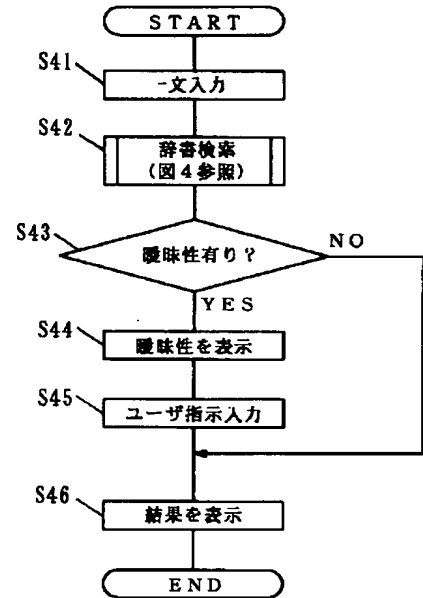 START
S41
一文入力
S42
辞書検索
(図4参照)
S43
曖昧性有り?
NO
YES
S44
曖昧性を表示
S45
ユーザ指示入力
S46
結果を表示
END